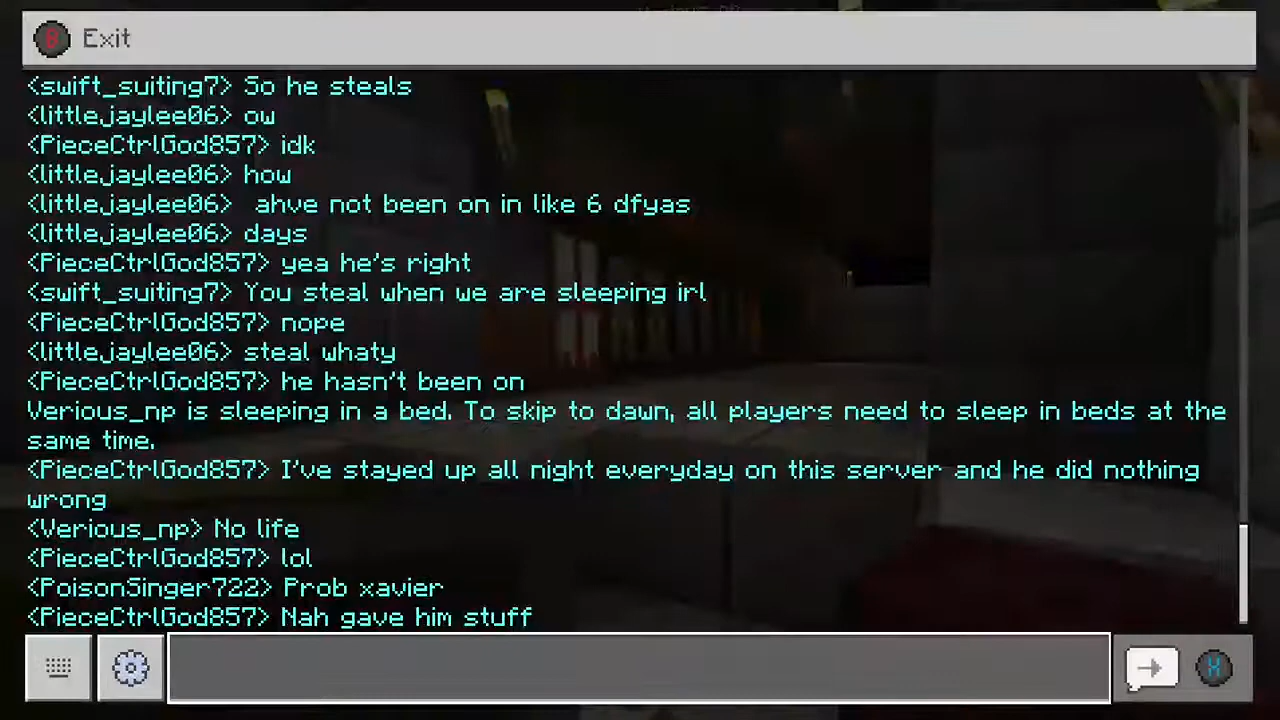 Exit
<swift_suiting7> So he steals
<littlejaylee06> ow
<PieceCtrlGod857> idk
<littlejaylee06> how
<littlejaylee06>  ahve not been on in like 6 dfyas
<littlejaylee06> days
<PieceCtrlGod857> yea he's right
<swift_suiting7> You steal when we are sleeping irl
<PieceCtrlGod857> nope
<littlejaylee06> steal whaty
<PieceCtrlGod857> he hasn't been on
Verious_np is sleeping in a bed. To skip to dawn, all players need to sleep in beds at the
same time.
<PieceCtrlGod857> I've stayed up all night everyday on this server and he did nothing
wrong
<Verious_np> No life
<PieceCtrlGod857> lol
<PoisonSinger722> Prob xavier
<PieceCtrlGod857> Nah gave him stuff